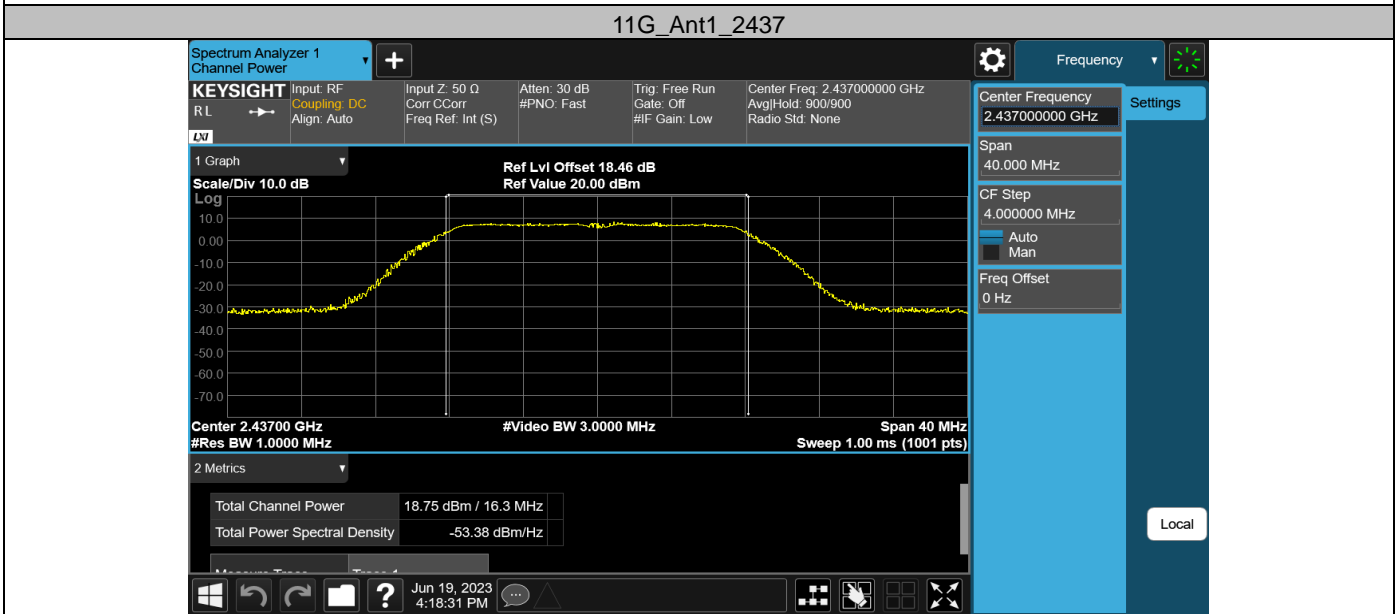 11G_Ant1_2437
Spectrum Analyzer 1
Channel Power
Frequency
KEYSIGHT
RL
LXI
Input: RF
Coupling: DC
Align: Auto
Input Z: 50 Ω
Corr CCorr
Freq Ref: Int (S)
Atten: 30 dB
#PNO: Fast
Trig: Free Run
Gate: Off
#IF Gain: Low
Center Freq: 2.437000000 GHz
Avg|Hold: 900/900
Radio Std: None
Center Frequency
2.437000000 GHz
Settings
Span
40.000 MHz
CF Step
4.000000 MHz
Auto
Man
Freq Offset
0 Hz
1 Graph
Scale/Div 10.0 dB
Ref Lvl Offset 18.46 dB
Ref Value 20.00 dBm
Log
10.0
0.00
-10.0
-20.0
-30.0
-40.0
-50.0
-60.0
-70.0
Center 2.43700 GHz
#Video BW 3.0000 MHz
Span 40 MHz
#Res BW 1.0000 MHz
Sweep 1.00 ms (1001 pts)
2 Metrics
Total Channel Power 18.75 dBm / 16.3 MHz
Total Power Spectral Density -53.38 dBm/Hz
Measure Trace Trace 1
Local
?
Jun 19, 2023
4:18:31 PM